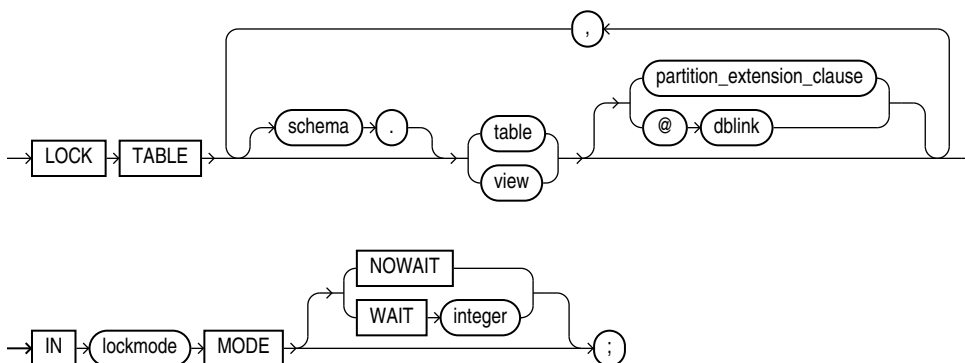 ,
partition_extension_clause
schema . table @ dblink
LOCK TABLE view
NOWAIT
WAIT integer
IN lockmode MODE ;